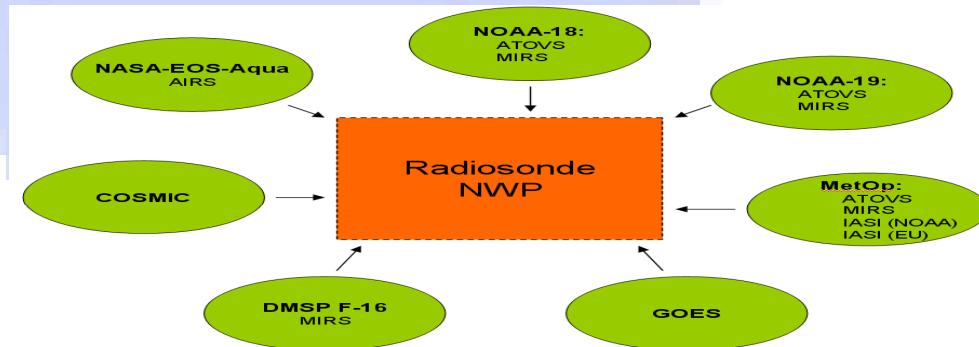 NOAA-18:
ATOVS
MIRS
NASA-EOS-Aqua
AIRS
NOAA-19:
ATOVS
MIRS
Radiosonde
NWP
COSMIC
MetOp:
ATOVS
MIRS
IASI (NOAA)
IASI (EU)
DMSP F-16
MIRS
GOES